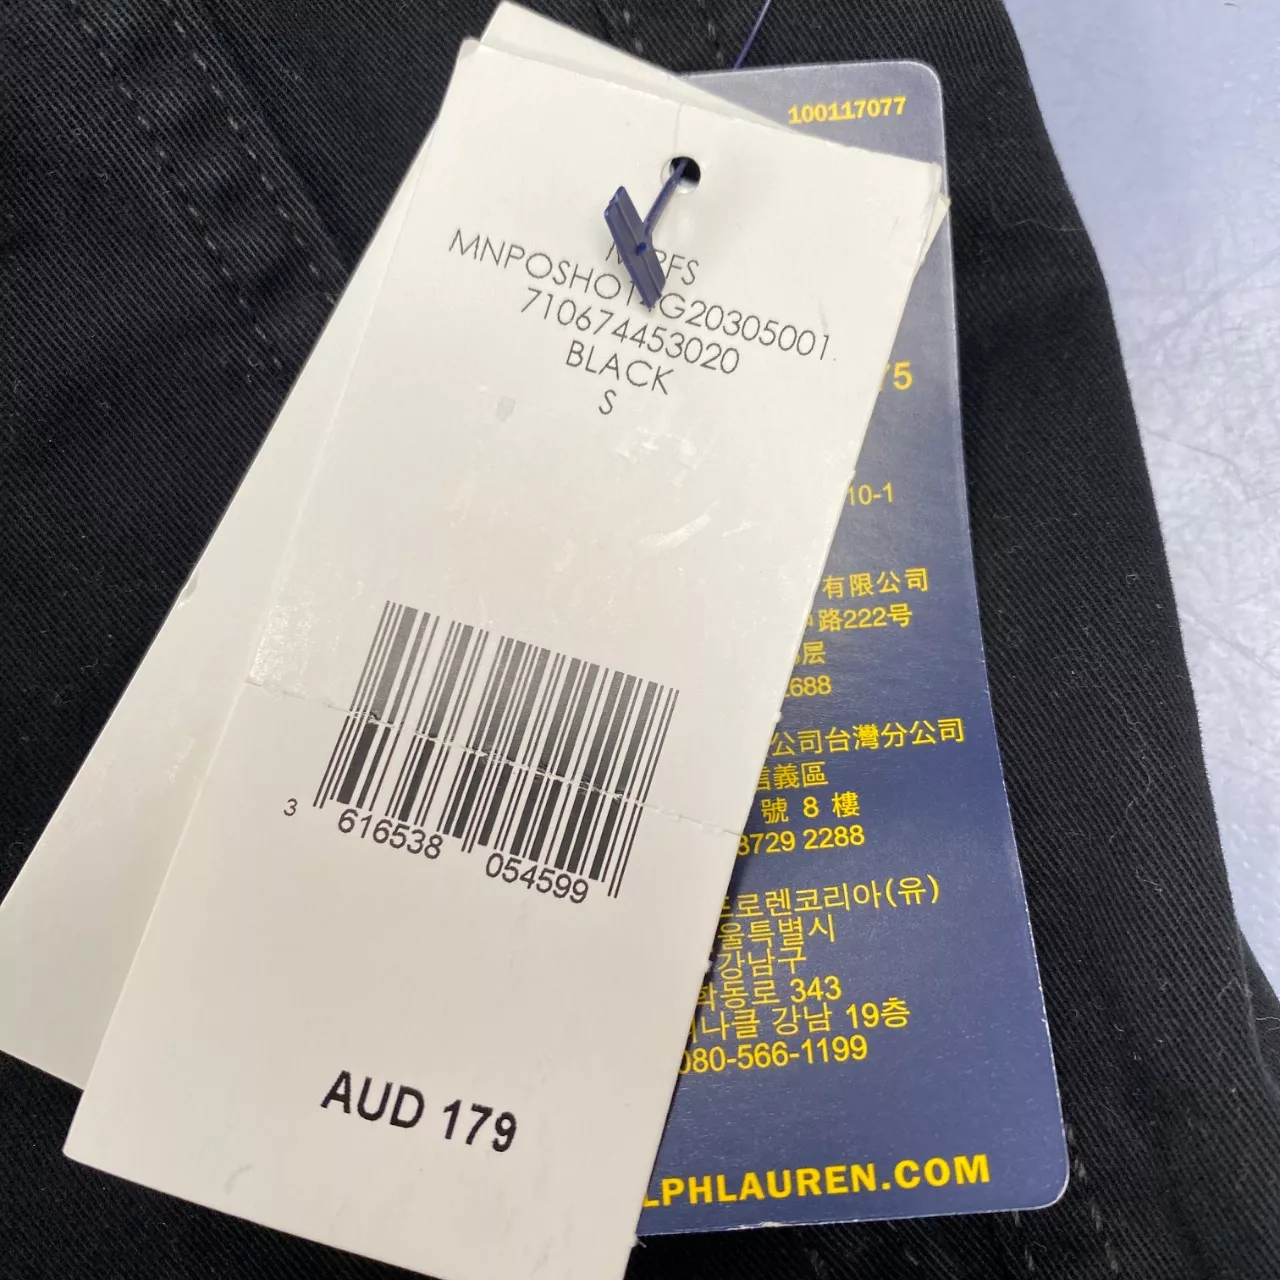 MNPOSHO1 G20305001.
710674453020
BLACK
S
3 616538 054599
AUD 179
100117077
75
10-1
有限公司
路222号
层
688
公司台灣分公司
信義區
號 8 樓
8729 2288
로렌코리아(유)
울특별시
강남구
학동로 343
나클 강남 19층
080-566-1199
LPHLAUREN.COM